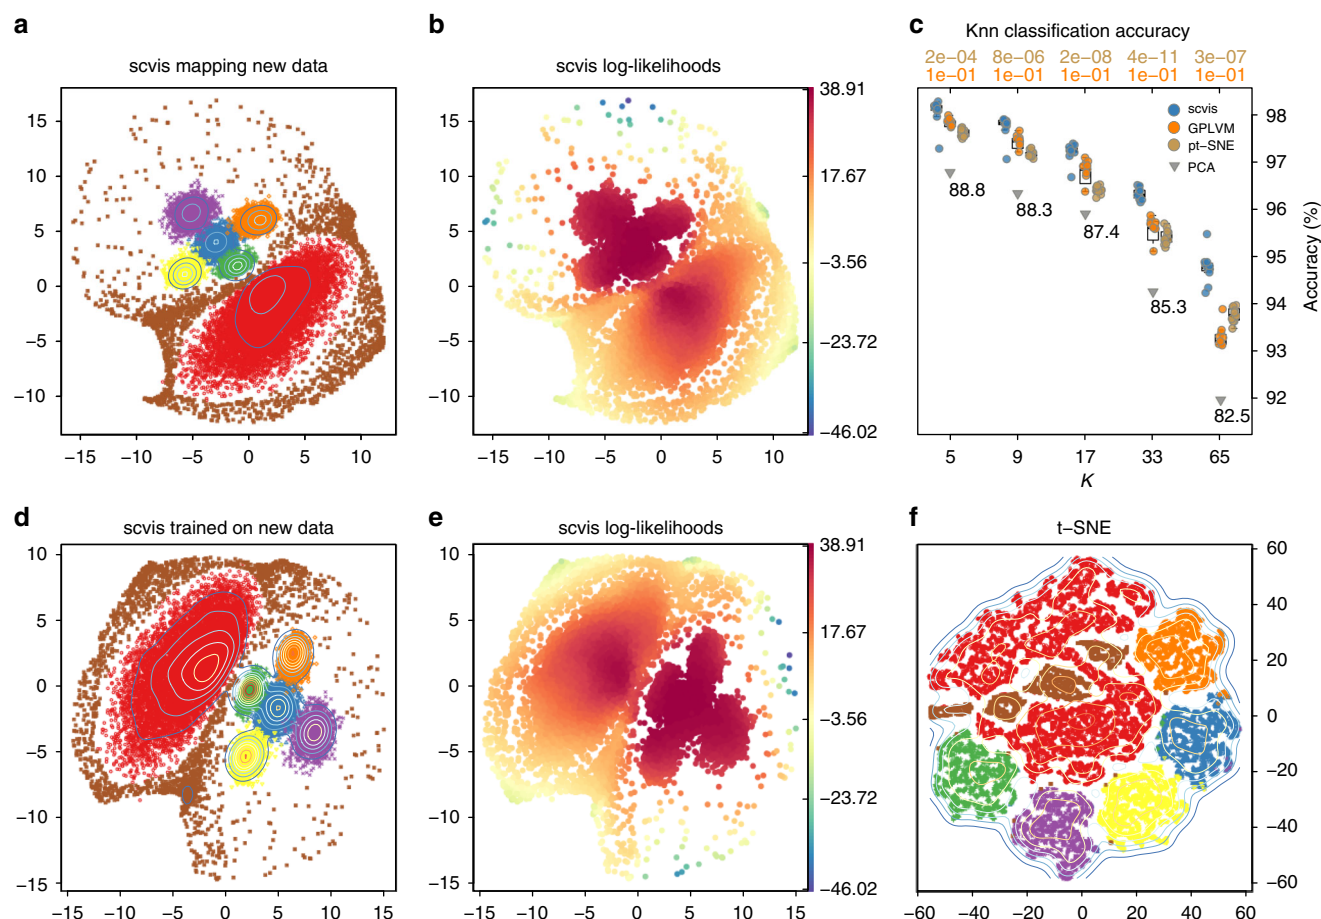 a
scvis mapping new data
15
10
5
0
−5
−10
−15 −10 −5 0 5 10
b
scvis log−likelihoods
15
10
5
0
−5
−10
−15 −10 −5 0 5 10
38.91
17.67
−3.56
−23.72
−46.02
c
Knn classification accuracy
2e−04 8e−06 2e−08 4e−11 3e−07
1e−01 1e−01 1e−01 1e−01 1e−01
scvis
GPLVM
pt−SNE
PCA
88.8
88.3
87.4
85.3
82.5
98
97
96
95
94
93
92
Accuracy (%)
5 9 17 33 65
K
d
scvis trained on new data
10
5
0
−5
−10
−15
−15 −10 −5 0 5 10 15
e
scvis log−likelihoods
10
5
0
−5
−10
−15
−15 −10 −5 0 5 10 15
38.91
17.67
−3.56
−23.72
−46.02
f
t−SNE
60
40
20
0
−20
−40
−60
−60 −40 −20 0 20 40 60